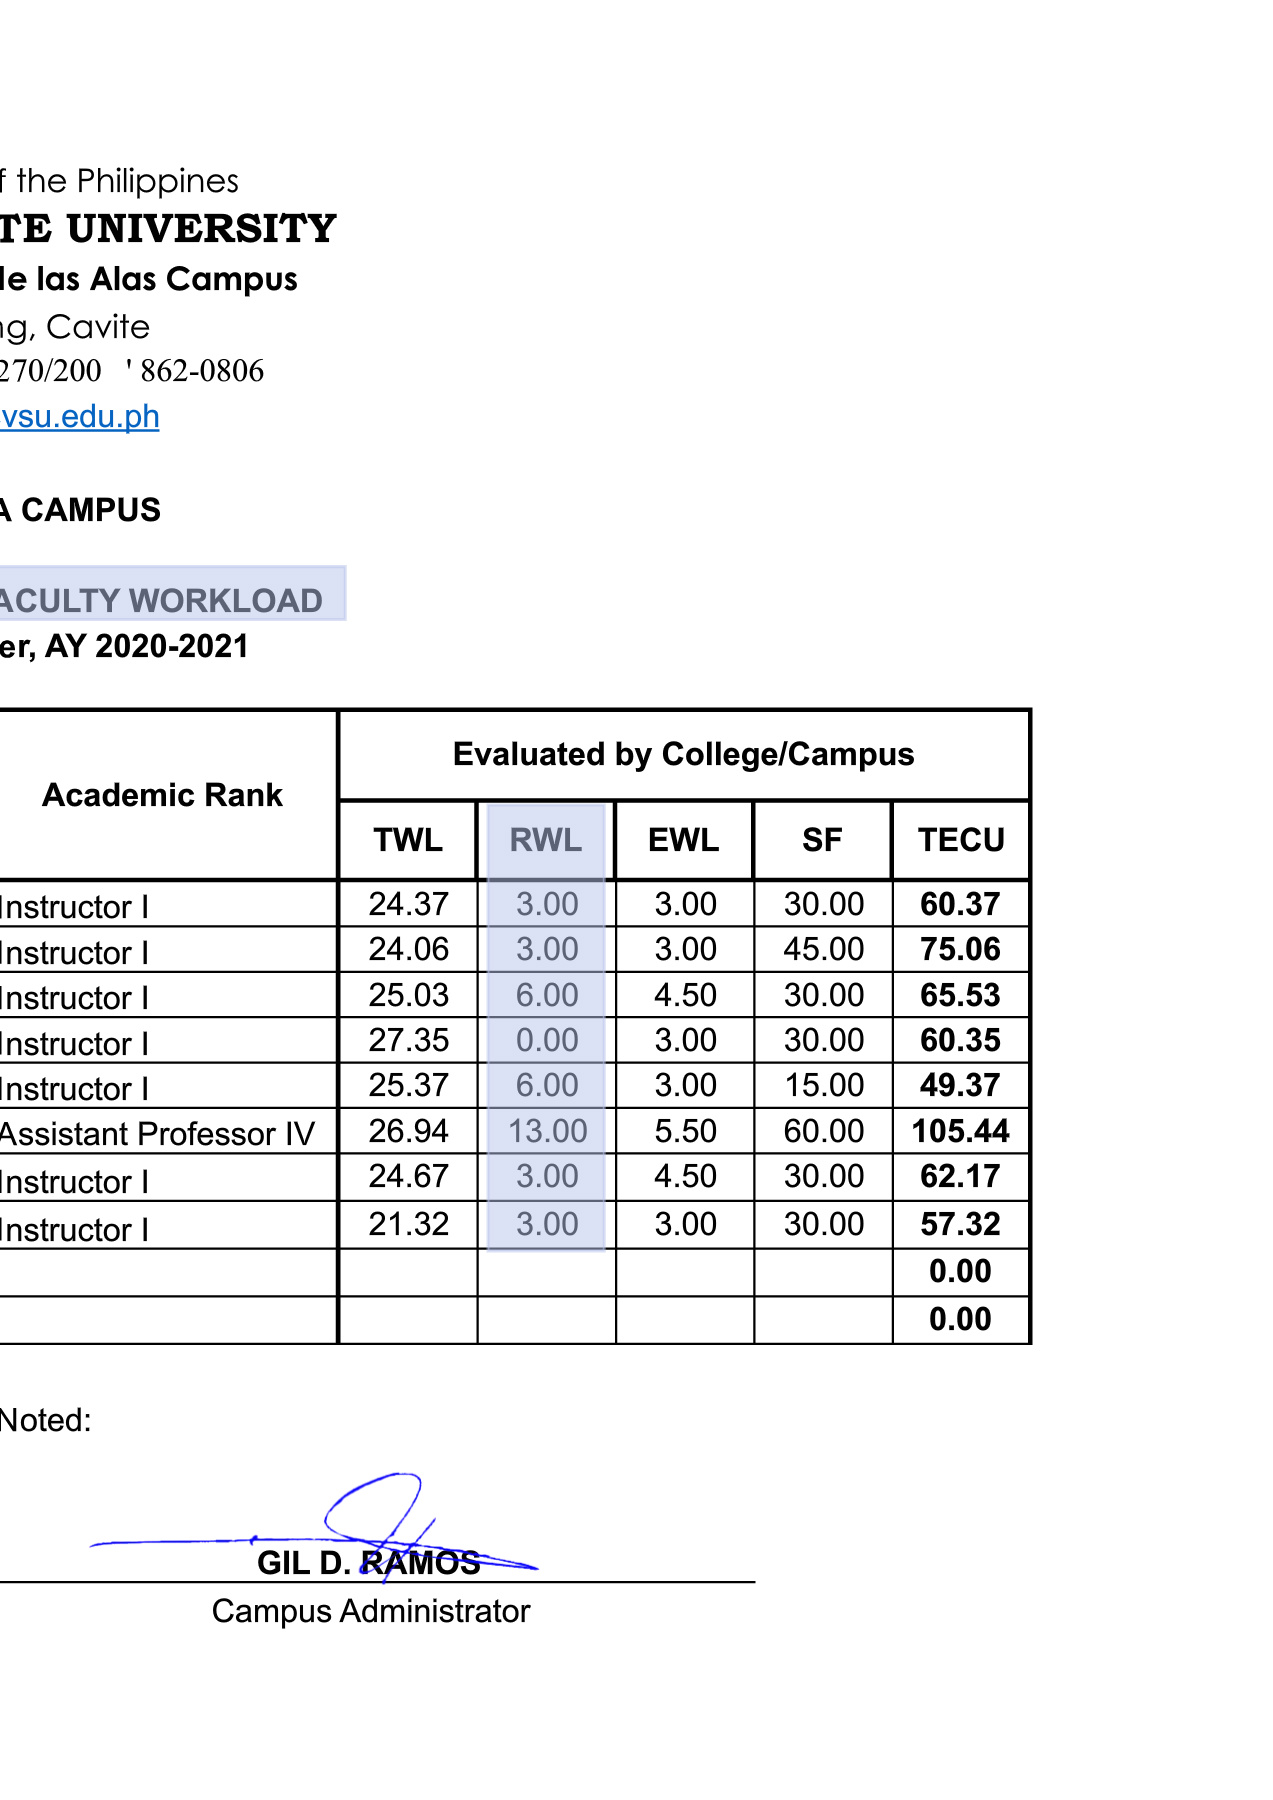 f the Philippines
TE UNIVERSITY
de las Alas Campus
ng, Cavite
270/200 ' 862-0806
vsu.edu.ph
A CAMPUS
ACULTY WORKLOAD
er, AY 2020-2021
Academic Rank Evaluated by College/Campus
TWL RWL EWL SF TECU
Instructor I 24.37 3.00 3.00 30.00 60.37
Instructor I 24.06 3.00 3.00 45.00 75.06
Instructor I 25.03 6.00 4.50 30.00 65.53
Instructor I 27.35 0.00 3.00 30.00 60.35
Instructor I 25.37 6.00 3.00 15.00 49.37
Assistant Professor IV 26.94 13.00 5.50 60.00 105.44
Instructor I 24.67 3.00 4.50 30.00 62.17
Instructor I 21.32 3.00 3.00 30.00 57.32
0.00
0.00
Noted:
GIL D. RAMOS
Campus Administrator